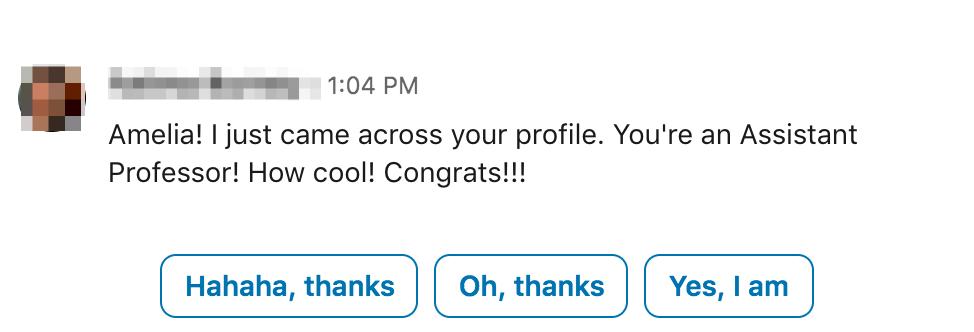 1:04 PM
Amelia! I just came across your profile. You're an Assistant
Professor! How cool! Congrats!!!
Hahaha, thanks
Oh, thanks
Yes, I am